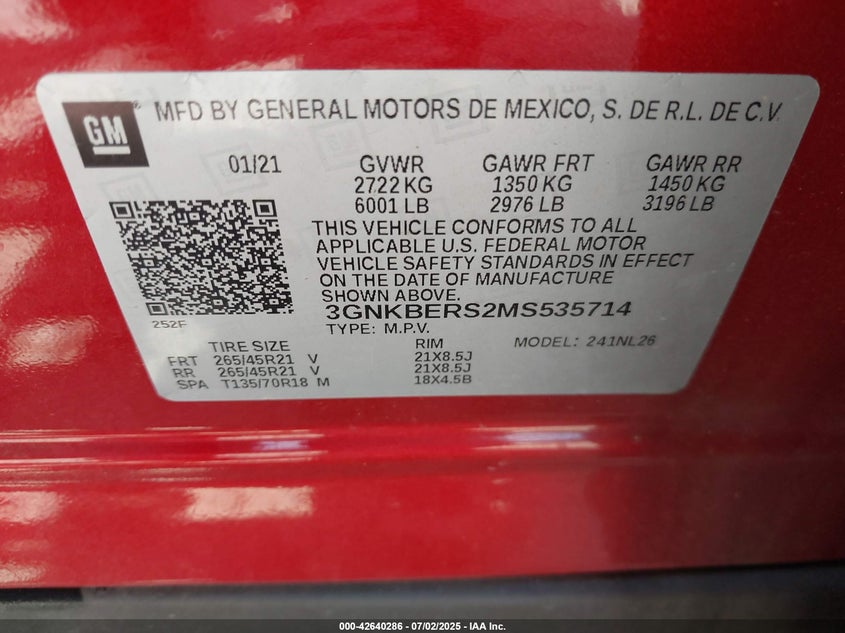 GM ® MFD BY GENERAL MOTORS DE MEXICO, S. DE R.L. DE C.V.
01/21 GVWR GAWR FRT GAWR RR
2722 KG 1350 KG 1450 KG
6001 LB 2976 LB 3196 LB
THIS VEHICLE CONFORMS TO ALL
APPLICABLE U.S. FEDERAL MOTOR
VEHICLE SAFETY STANDARDS IN EFFECT
ON THE DATE OF MANUFACTURE
SHOWN ABOVE.
3GNKBERS2MS535714
252F TYPE: M.P.V.
TIRE SIZE RIM MODEL: 241NL26
FRT 265/45R21 V 21X8.5J
RR 265/45R21 V 21X8.5J
SPA T135/70R18 M 18X4.5B
000-42640286 - 07/02/2025 - IAA Inc.